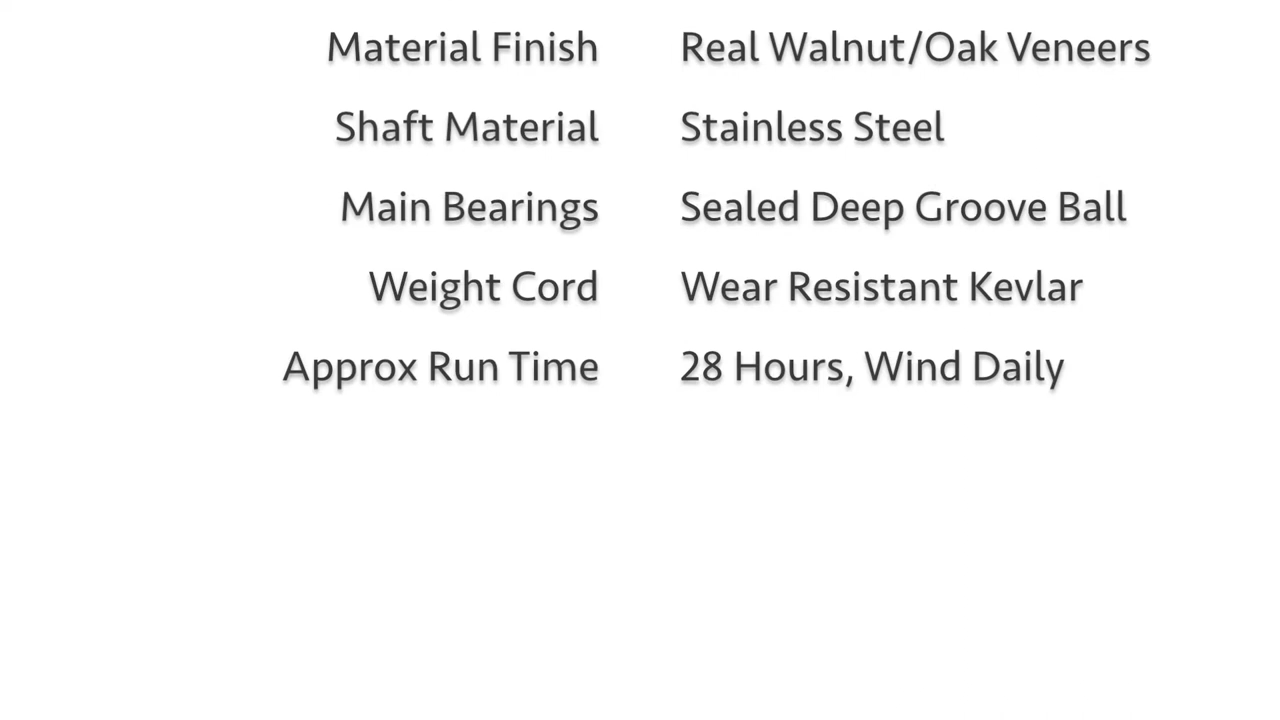 Material Finish Real Walnut/Oak Veneers
Shaft Material Stainless Steel
Main Bearings Sealed Deep Groove Ball
Weight Cord Wear Resistant Kevlar
Approx Run Time 28 Hours, Wind Daily